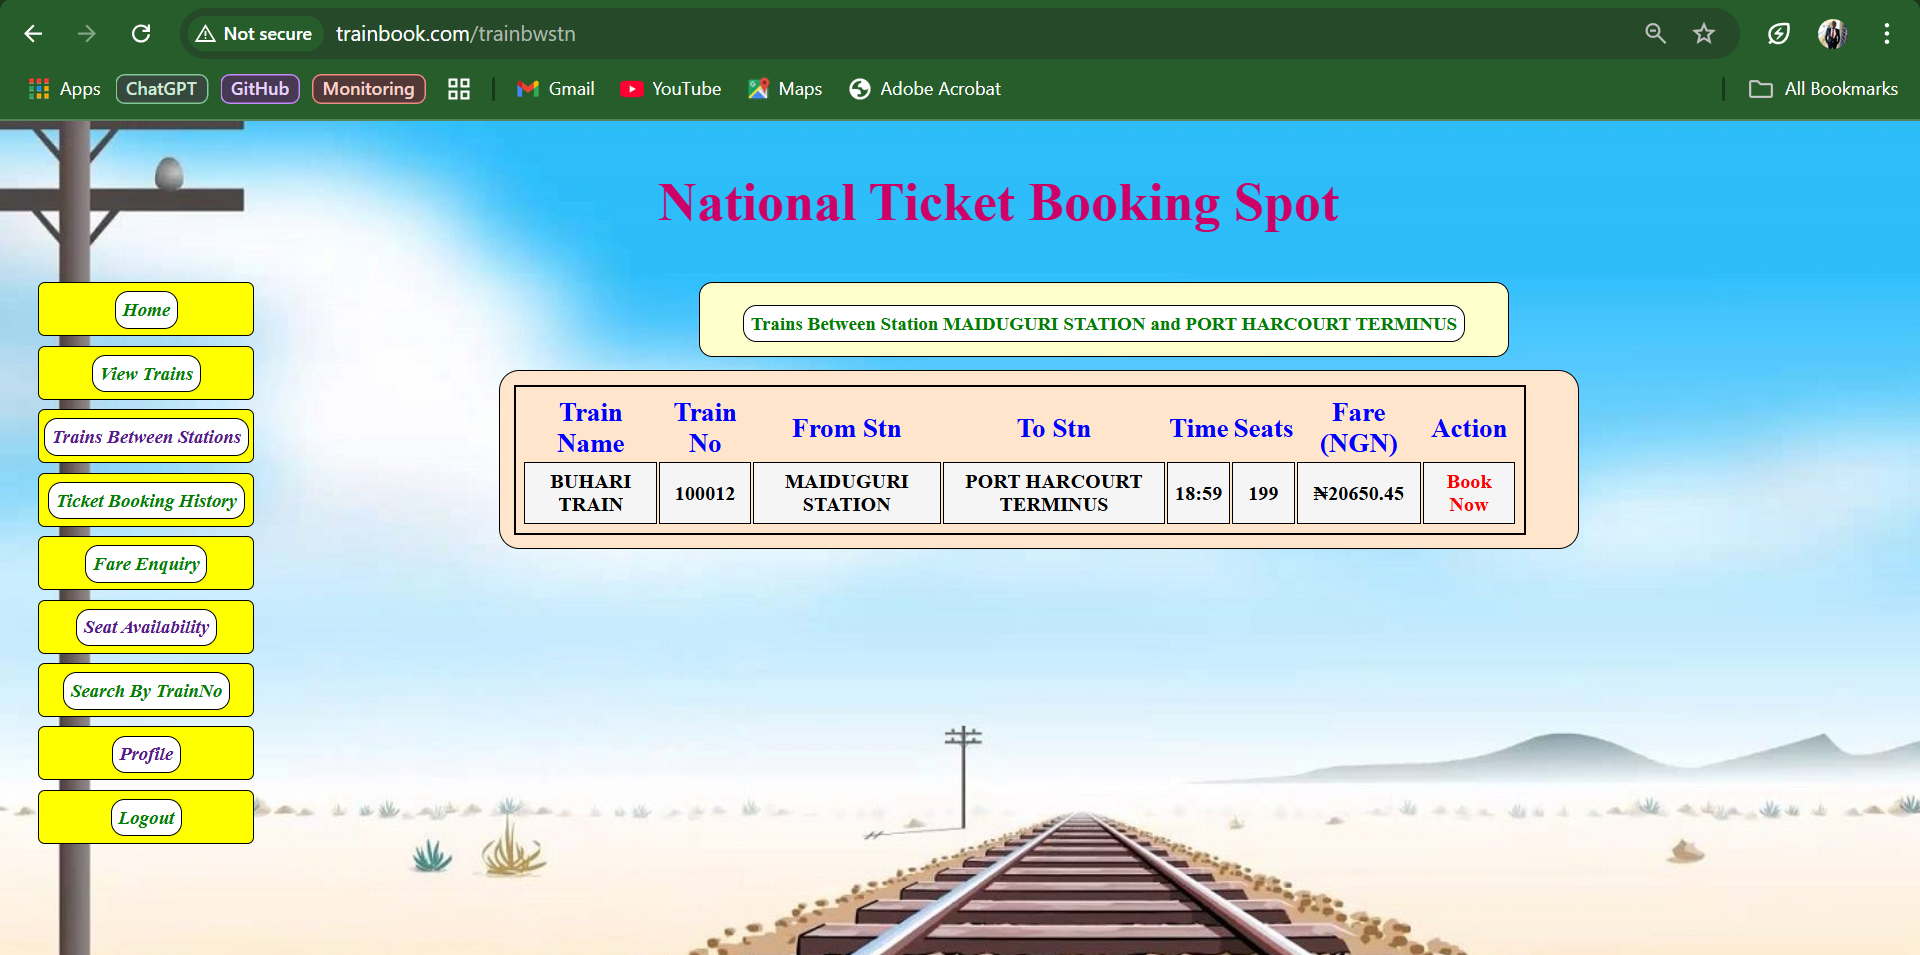 Not secure trainbook.com/trainbwstn
Apps ChatGPT GitHub Monitoring Gmail YouTube Maps Adobe Acrobat All Bookmarks
National Ticket Booking Spot
Home
View Trains
Trains Between Stations
Ticket Booking History
Fare Enquiry
Seat Availability
Search By TrainNo
Profile
Logout
Trains Between Station MAIDUGURI STATION and PORT HARCOURT TERMINUS
Train Name Train No From Stn To Stn Time Seats Fare (NGN) Action
BUHARI TRAIN 100012 MAIDUGURI STATION PORT HARCOURT TERMINUS 18:59 199 ₦20650.45 Book Now